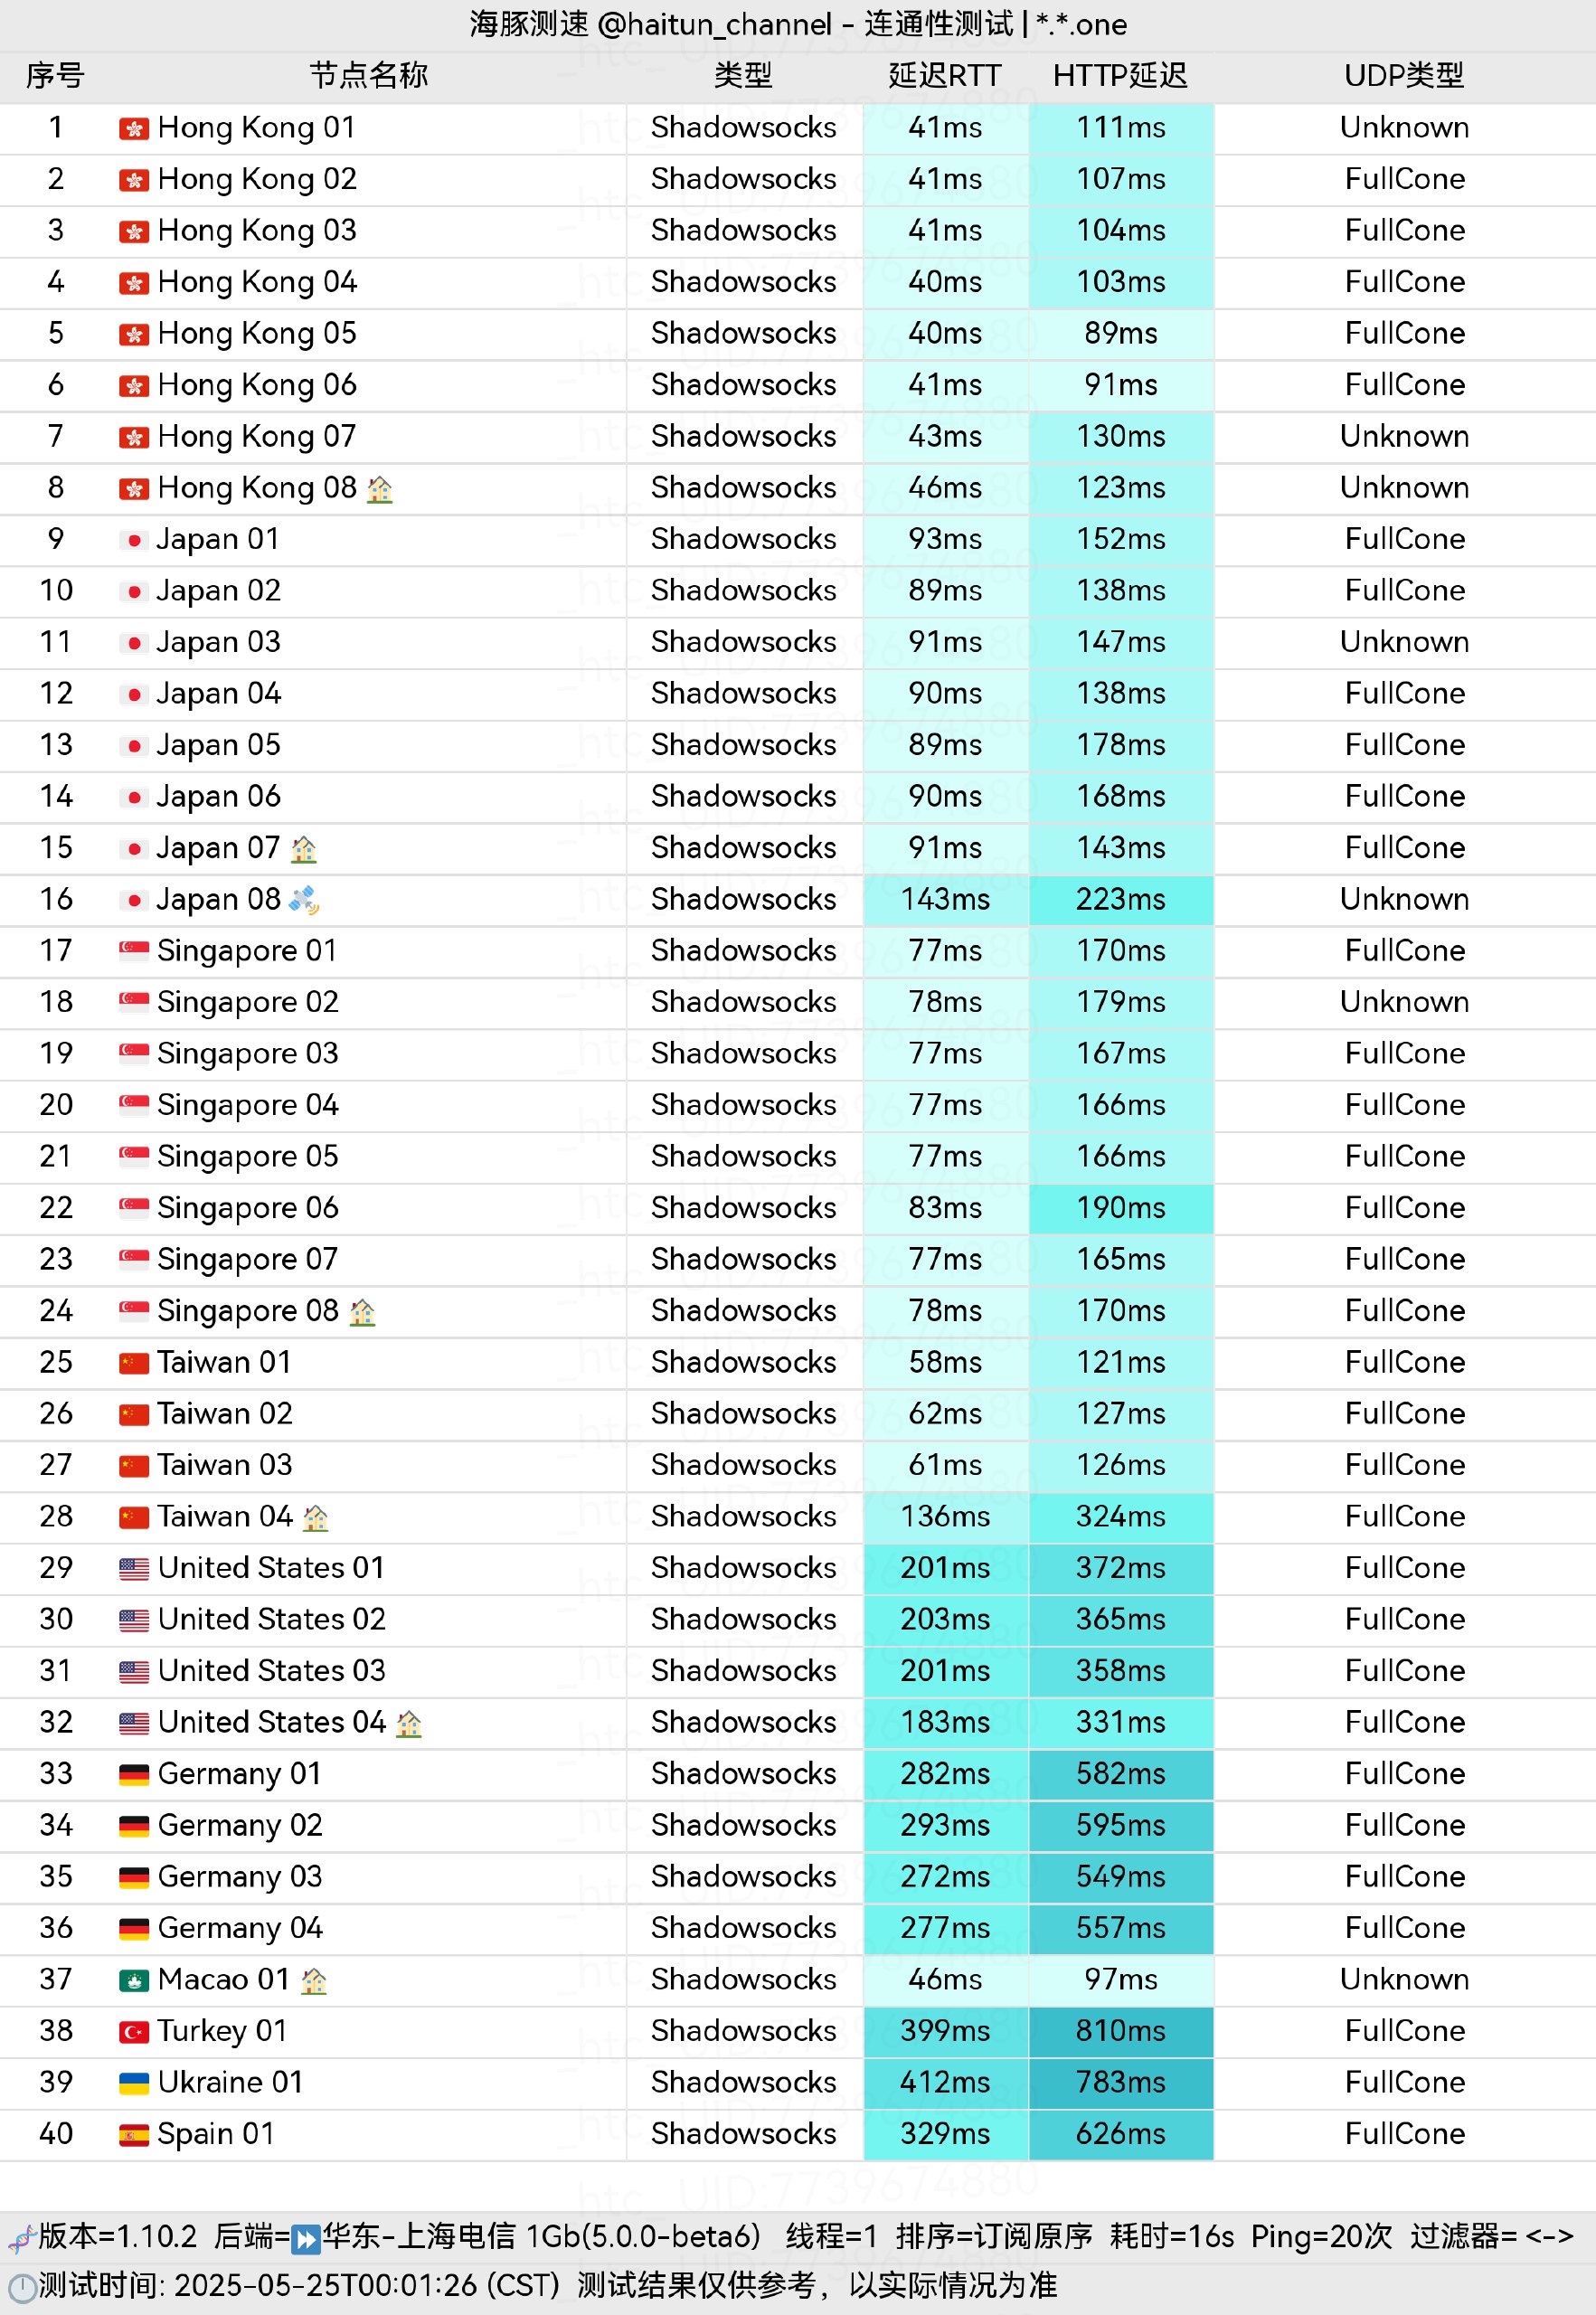 海豚测速 @haitun_channel - 连通性测试 | *.*.one
序号 节点名称 类型 延迟RTT HTTP延迟 UDP类型
1 Hong Kong 01 Shadowsocks 41ms 111ms Unknown
2 Hong Kong 02 Shadowsocks 41ms 107ms FullCone
3 Hong Kong 03 Shadowsocks 41ms 104ms FullCone
4 Hong Kong 04 Shadowsocks 40ms 103ms FullCone
5 Hong Kong 05 Shadowsocks 40ms 89ms FullCone
6 Hong Kong 06 Shadowsocks 41ms 91ms FullCone
7 Hong Kong 07 Shadowsocks 43ms 130ms Unknown
8 Hong Kong 08 Shadowsocks 46ms 123ms Unknown
9 Japan 01 Shadowsocks 93ms 152ms FullCone
10 Japan 02 Shadowsocks 89ms 138ms FullCone
11 Japan 03 Shadowsocks 91ms 147ms Unknown
12 Japan 04 Shadowsocks 90ms 138ms FullCone
13 Japan 05 Shadowsocks 89ms 178ms FullCone
14 Japan 06 Shadowsocks 90ms 168ms FullCone
15 Japan 07 Shadowsocks 91ms 143ms FullCone
16 Japan 08 Shadowsocks 143ms 223ms Unknown
17 Singapore 01 Shadowsocks 77ms 170ms FullCone
18 Singapore 02 Shadowsocks 78ms 179ms Unknown
19 Singapore 03 Shadowsocks 77ms 167ms FullCone
20 Singapore 04 Shadowsocks 77ms 166ms FullCone
21 Singapore 05 Shadowsocks 77ms 166ms FullCone
22 Singapore 06 Shadowsocks 83ms 190ms FullCone
23 Singapore 07 Shadowsocks 77ms 165ms FullCone
24 Singapore 08 Shadowsocks 78ms 170ms FullCone
25 Taiwan 01 Shadowsocks 58ms 121ms FullCone
26 Taiwan 02 Shadowsocks 62ms 127ms FullCone
27 Taiwan 03 Shadowsocks 61ms 126ms FullCone
28 Taiwan 04 Shadowsocks 136ms 324ms FullCone
29 United States 01 Shadowsocks 201ms 372ms FullCone
30 United States 02 Shadowsocks 203ms 365ms FullCone
31 United States 03 Shadowsocks 201ms 358ms FullCone
32 United States 04 Shadowsocks 183ms 331ms FullCone
33 Germany 01 Shadowsocks 282ms 582ms FullCone
34 Germany 02 Shadowsocks 293ms 595ms FullCone
35 Germany 03 Shadowsocks 272ms 549ms FullCone
36 Germany 04 Shadowsocks 277ms 557ms FullCone
37 Macao 01 Shadowsocks 46ms 97ms Unknown
38 Turkey 01 Shadowsocks 399ms 810ms FullCone
39 Ukraine 01 Shadowsocks 412ms 783ms FullCone
40 Spain 01 Shadowsocks 329ms 626ms FullCone
版本=1.10.2 后端=⏩华东-上海电信 1Gb(5.0.0-beta6) 线程=1 排序=订阅原序 耗时=16s Ping=20次 过滤器= <->
测试时间: 2025-05-25T00:01:26 (CST) 测试结果仅供参考，以实际情况为准